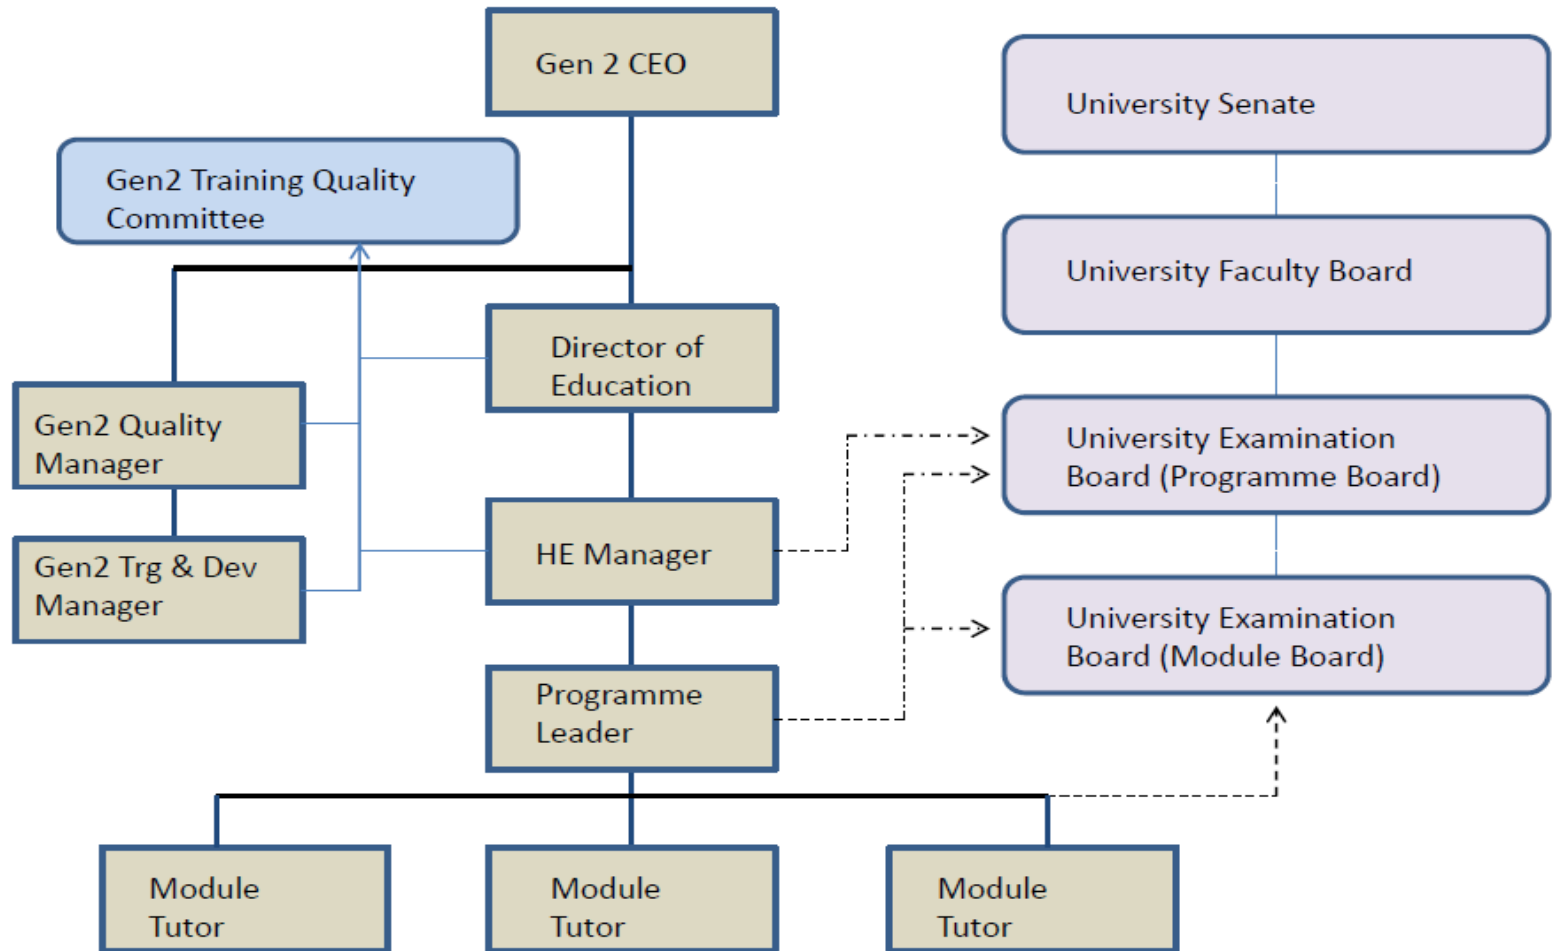 Gen 2 CEO
University Senate
Gen2 Training Quality
Committee
University Faculty Board
Director of
Education
Gen2 Quality
Manager
University Examination
Board (Programme Board)
HE Manager
Gen2 Trg & Dev
Manager
University Examination
Board (Module Board)
Programme
Leader
Module
Tutor
Module
Tutor
Module
Tutor